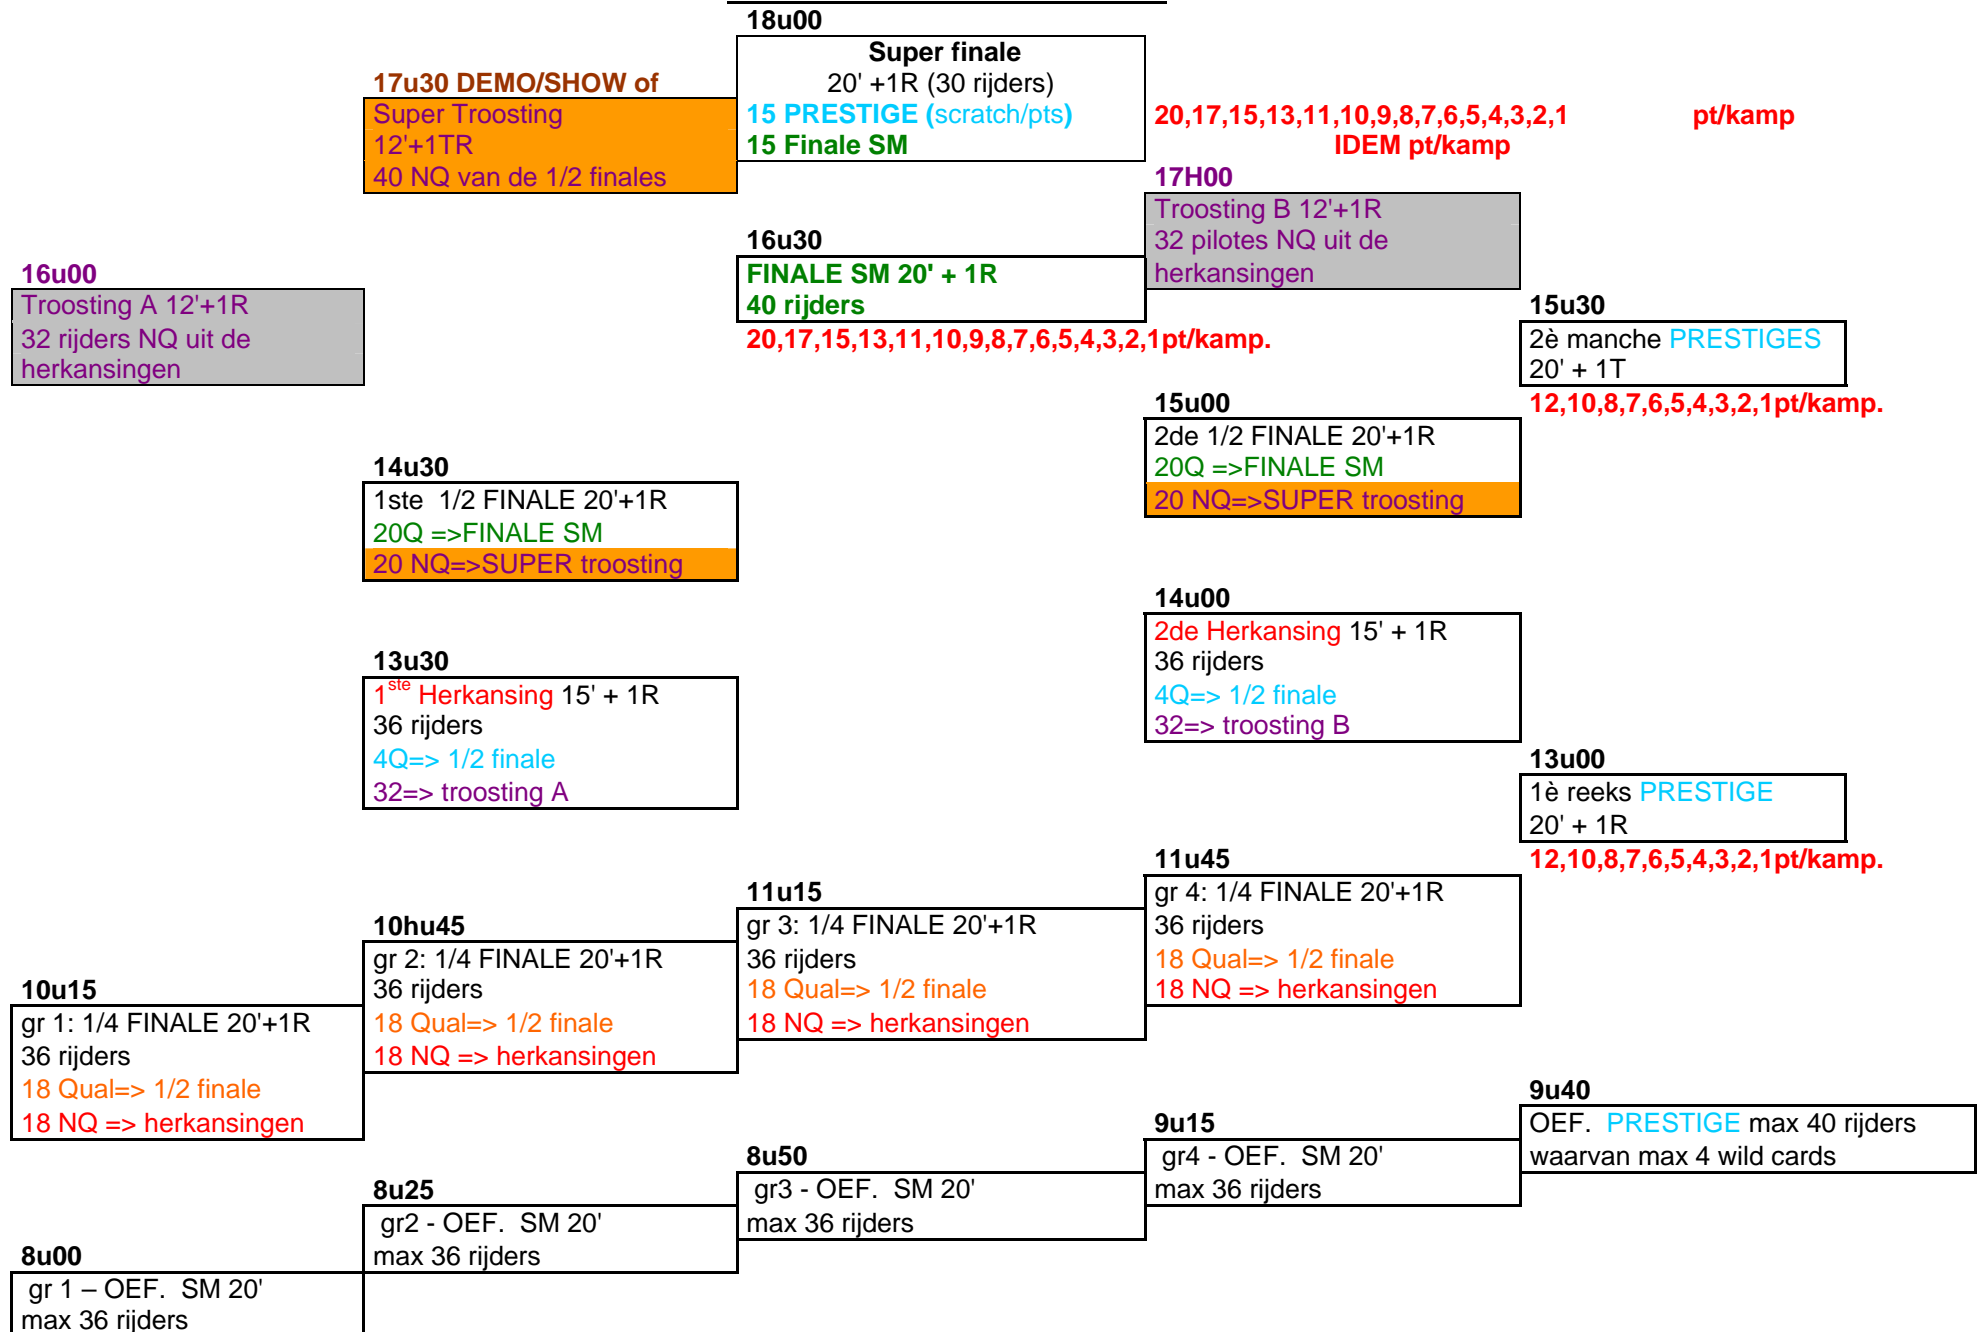 18u00
Super finale
20' +1R (30 rijders)
15 PRESTIGE (scratch/pts)
15 Finale SM
17u30 DEMO/SHOW of
Super Troosting
12'+1TR
40 NQ van de 1/2 finales
20,17,15,13,11,10,9,8,7,6,5,4,3,2,1 pt/kamp
IDEM pt/kamp
17H00
Troosting B 12'+1R
32 pilotes NQ uit de
herkansingen
16u30
FINALE SM 20' + 1R
40 rijders
20,17,15,13,11,10,9,8,7,6,5,4,3,2,1pt/kamp.
16u00
Troosting A 12'+1R
32 rijders NQ uit de
herkansingen
15u30
2è manche PRESTIGES
20' + 1T
12,10,8,7,6,5,4,3,2,1pt/kamp.
15u00
2de 1/2 FINALE 20'+1R
20Q =>FINALE SM
20 NQ=>SUPER troosting
14u30
1ste  1/2 FINALE 20'+1R
20Q =>FINALE SM
20 NQ=>SUPER troosting
14u00
2de Herkansing 15' + 1R
36 rijders
4Q=> 1/2 finale
32=> troosting B
13u30
1ste Herkansing 15' + 1R
36 rijders
4Q=> 1/2 finale
32=> troosting A
13u00
1è reeks PRESTIGE
20' + 1R
12,10,8,7,6,5,4,3,2,1pt/kamp.
11u45
gr 4: 1/4 FINALE 20'+1R
36 rijders
18 Qual=> 1/2 finale
18 NQ => herkansingen
11u15
gr 3: 1/4 FINALE 20'+1R
36 rijders
18 Qual=> 1/2 finale
18 NQ => herkansingen
10hu45
gr 2: 1/4 FINALE 20'+1R
36 rijders
18 Qual=> 1/2 finale
18 NQ => herkansingen
10u15
gr 1: 1/4 FINALE 20'+1R
36 rijders
18 Qual=> 1/2 finale
18 NQ => herkansingen
9u40
OEF.  PRESTIGE max 40 rijders
waarvan max 4 wild cards
9u15
gr4 - OEF.  SM 20'
max 36 rijders
8u50
gr3 - OEF.  SM 20'
max 36 rijders
8u25
gr2 - OEF.  SM 20'
max 36 rijders
8u00
gr 1 – OEF.  SM 20'
max 36 rijders